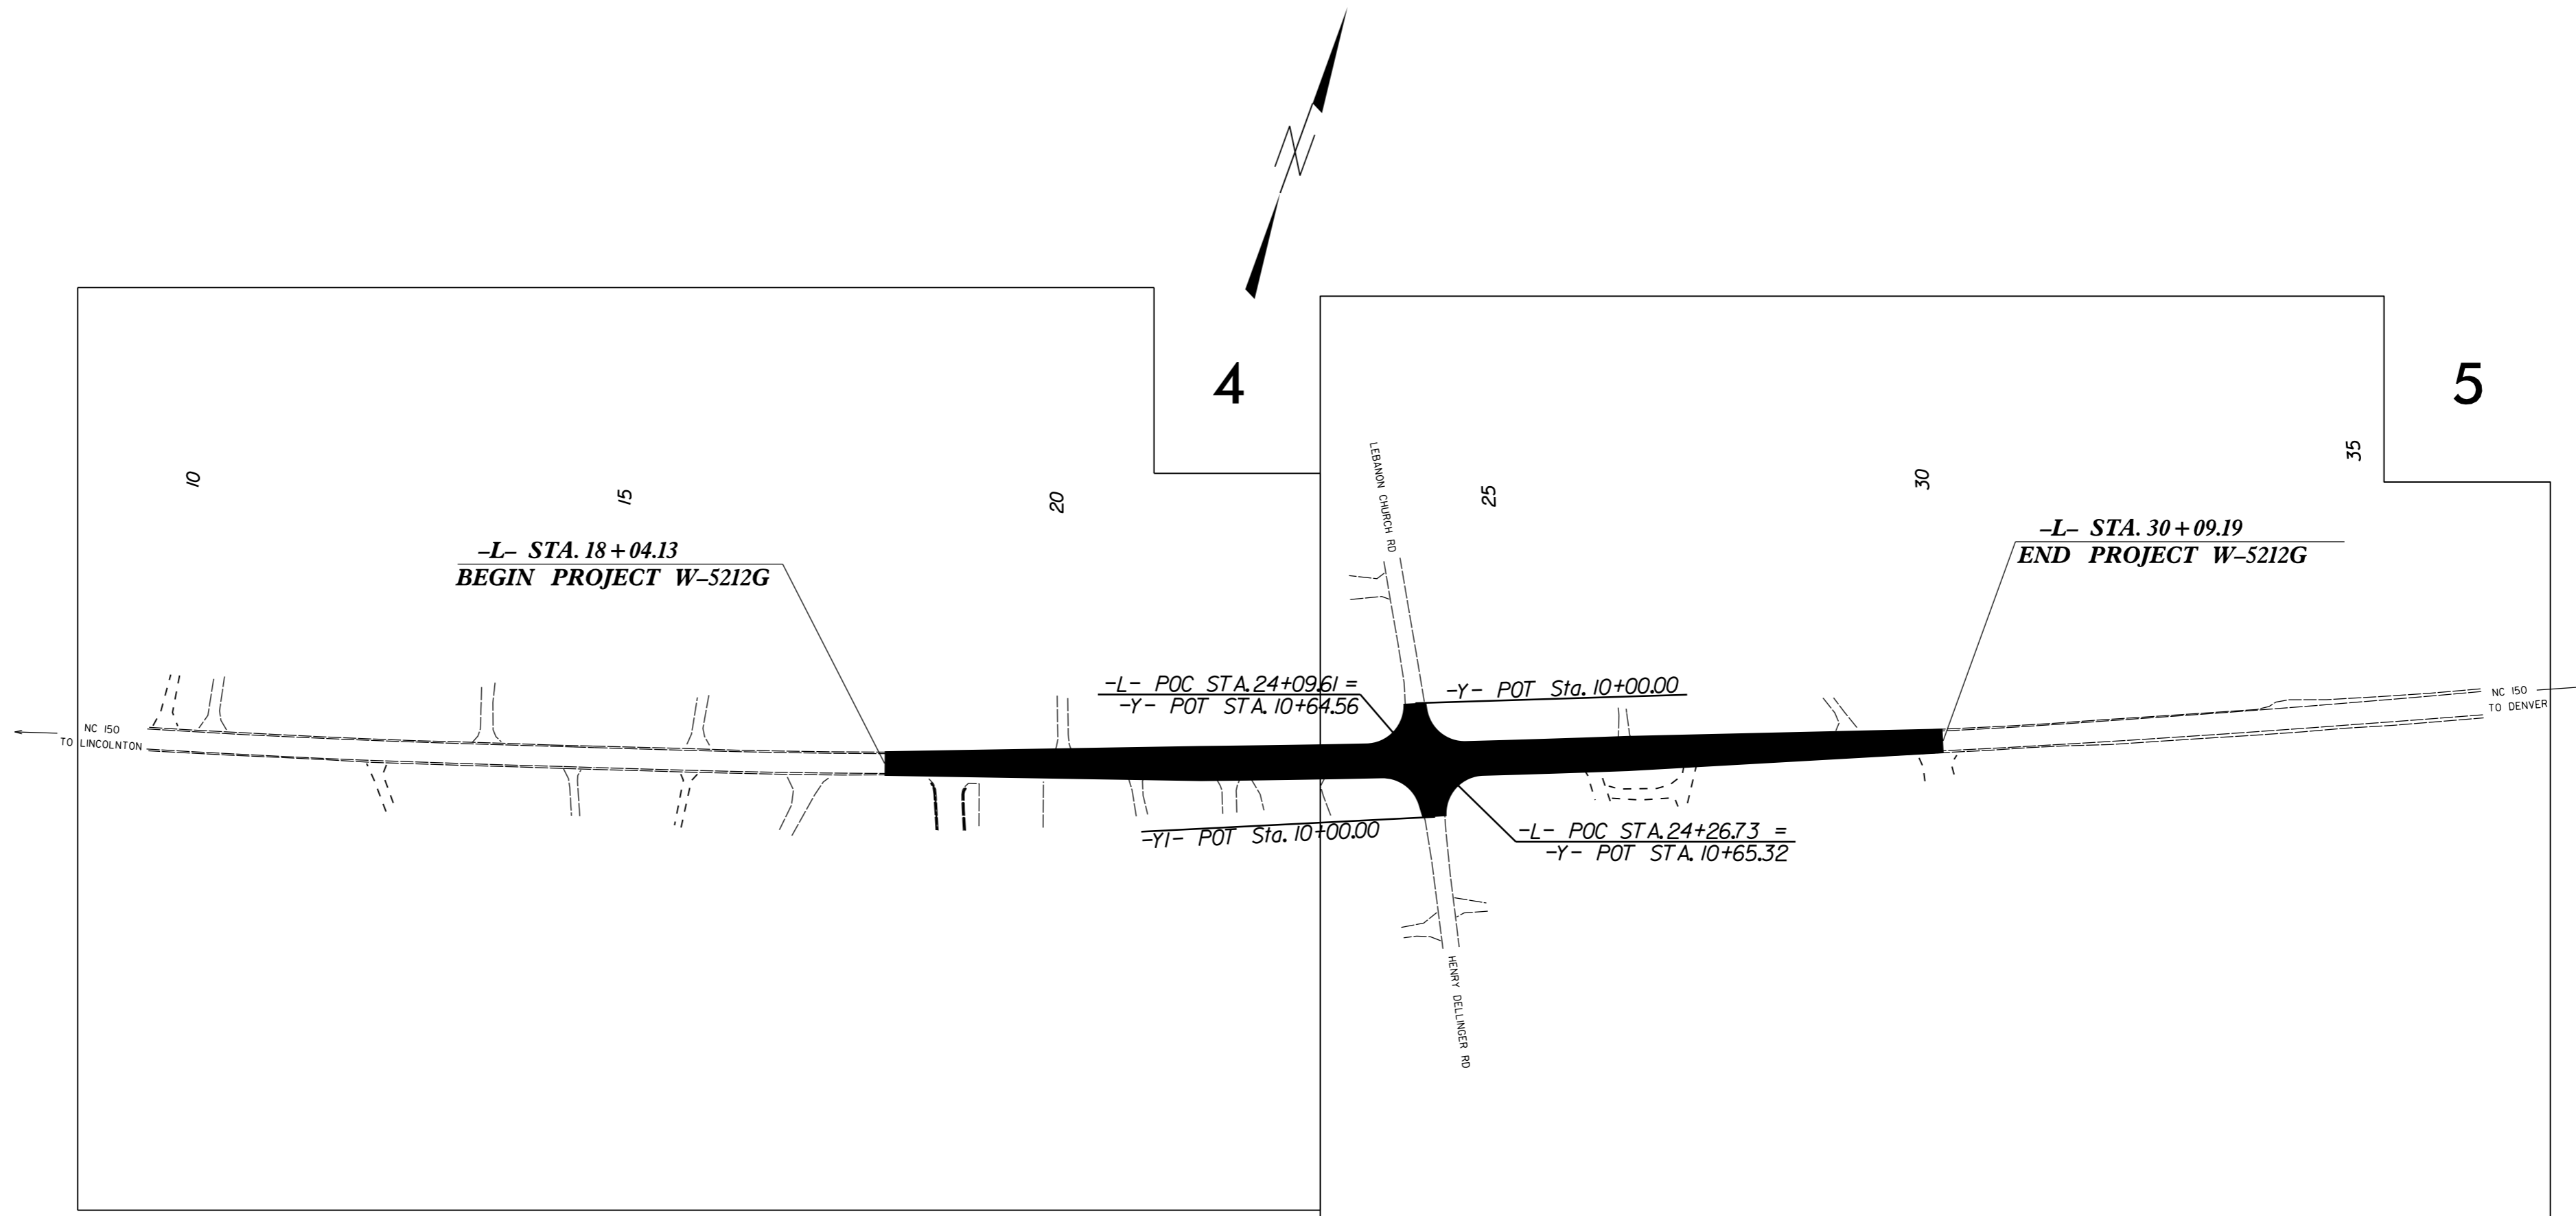 N
4
5
10
15
20
25
30
35
LEBANON CHURCH RD
-L- STA. 18+04.13
BEGIN PROJECT W-5212G
-L- STA. 30+09.19
END PROJECT W-5212G
-L- POC STA. 24+09.61 =
-Y- POT STA. 10+64.56
-Y- POT Sta. 10+00.00
NC 150
TO LINCOLNTON
NC 150
TO DENVER
-Y1- POT Sta. 10+00.00
-L- POC STA. 24+26.73 =
-Y- POT STA. 10+65.32
HENRY DELLINGER RD